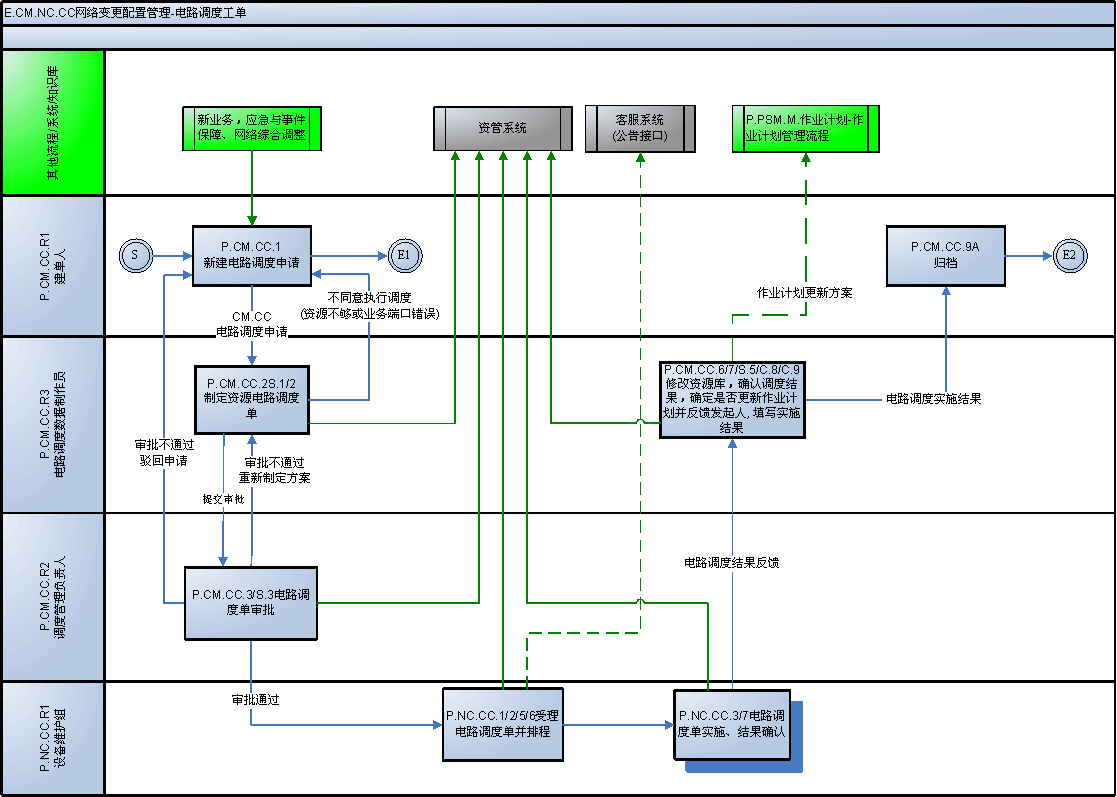 E.CM.NC.CC网络变更配置管理-电路调度工单
其他流程/系统/知识库
新业务，应急与事件
保障、网络综合调整
资管系统
客服系统
(公告接口)
P.PSM.M.作业计划-作
业计划管理流程
P.CM.CC.R1
建单人
S
P.CM.CC.1
新建电路调度申请
E1
P.CM.CC.9A
归档
E2
不同意执行调度
(资源不够或业务端口错误)
作业计划更新方案
CM.CC
电路调度申请
P.CM.CC.R3
电路调度数据制作员
P.CM.CC.2S.1/2
制定资源电路调度
单
P.CM.CC.6/7/S.5/C.8/C.9
修改资源库，确认调度结
果，确定是否更新作业计
划并反馈发起人,填写实施
结果
电路调度实施结果
审批不通过
驳回申请
审批不通过
重新制定方案
提交审批
P.CM.CC.R2
调度管理负责人
P.CM.CC.3/S.3电路调
度单审批
电路调度结果反馈
P.NC.CC.R1
设备维护组
审批通过
P.NC.CC.1/2/5/6受理
电路调度单并排程
P.NC.CC.3/7电路调
度单实施、结果确认